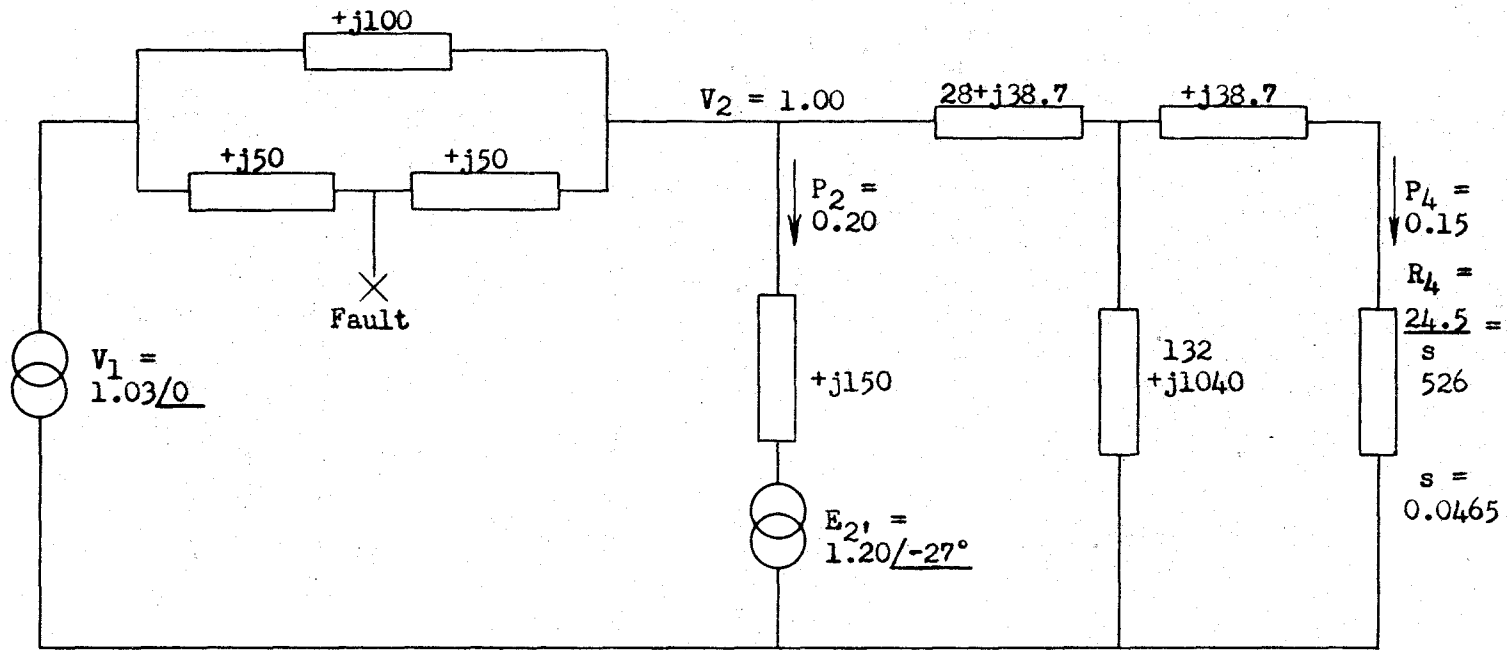 +j100
V2 = 1.00
28+j38.7
+j38.7
+j50
+j50
P2 =
0.20
P4 =
0.15
Fault
R4 =
24.5 =
s
526
V1 =
1.03/0
+j150
132
+j1040
s =
0.0465
E2' =
1.20/-27°